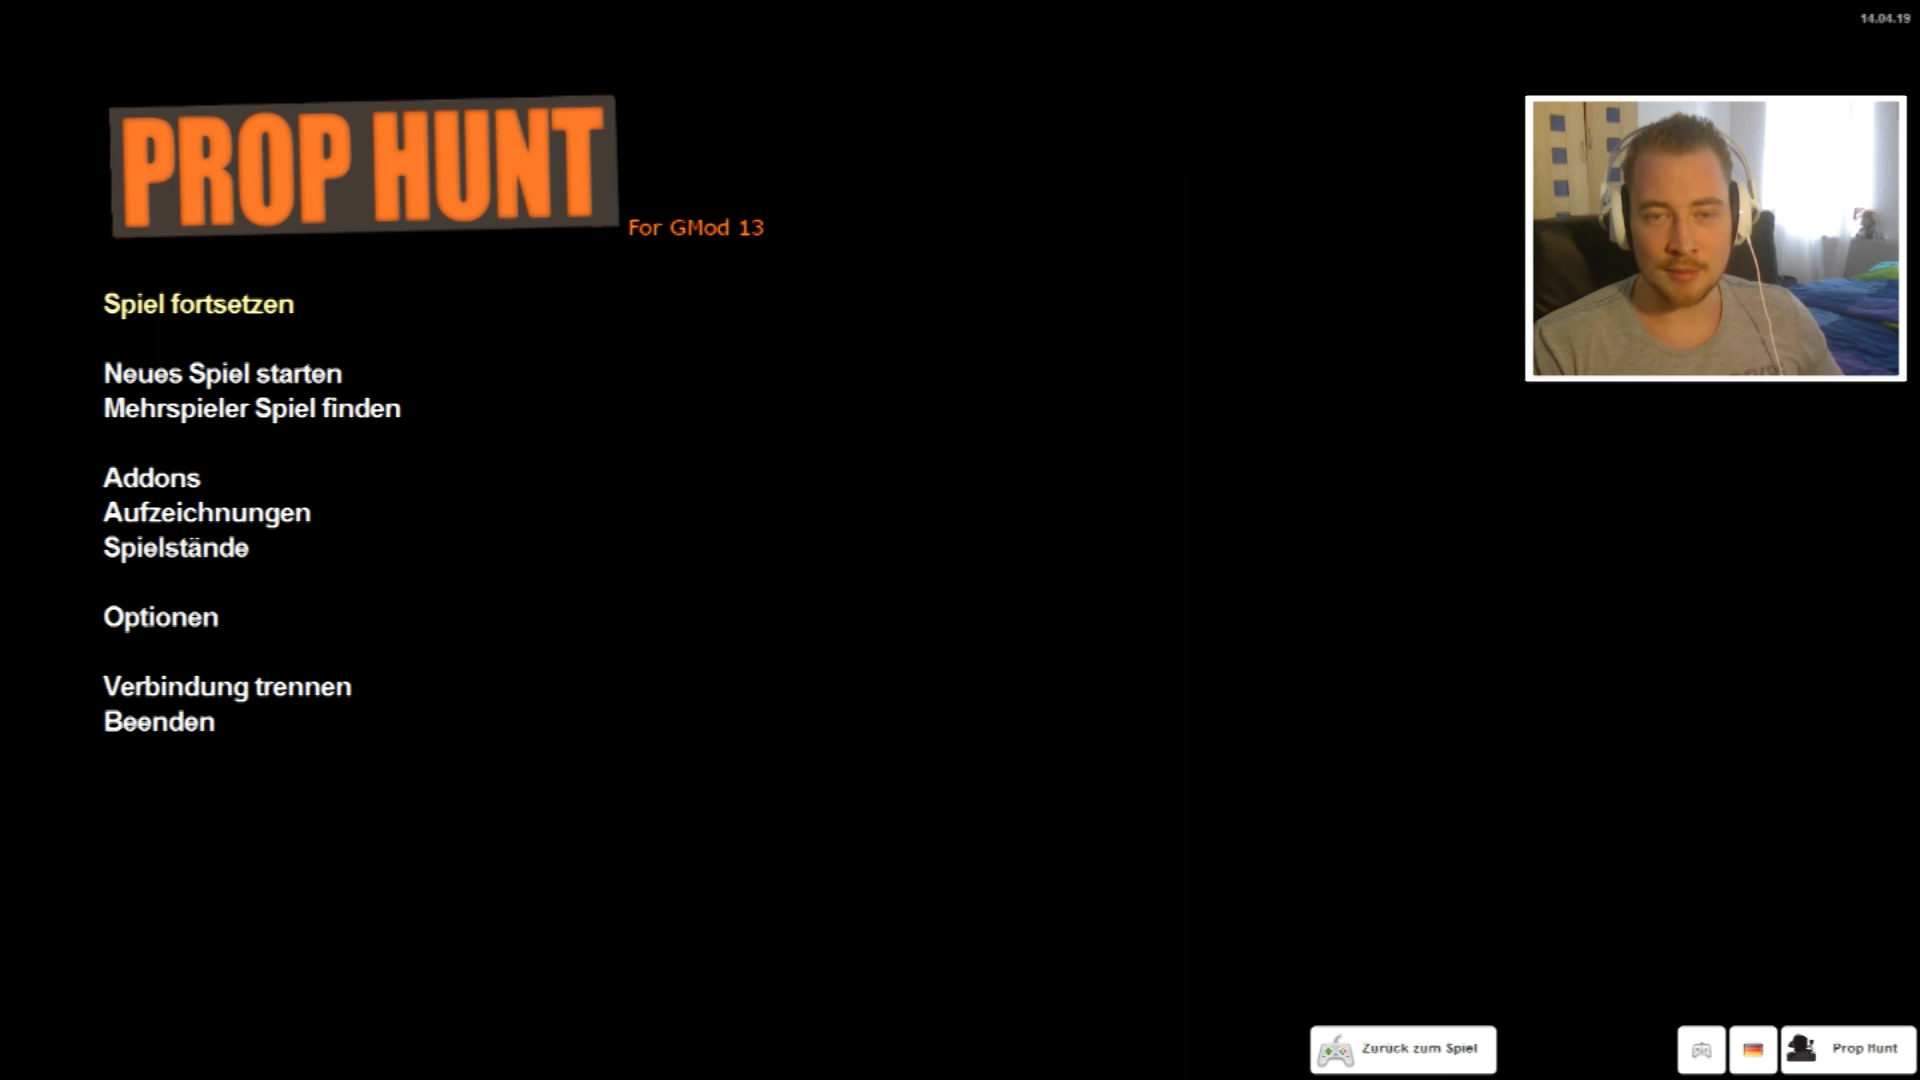 14.04.19
PROP HUNT
For GMod 13
Spiel fortsetzen
Neues Spiel starten
Mehrspieler Spiel finden
Addons
Aufzeichnungen
Spielstände
Optionen
Verbindung trennen
Beenden
Zurück zum Spiel
Prop Hunt